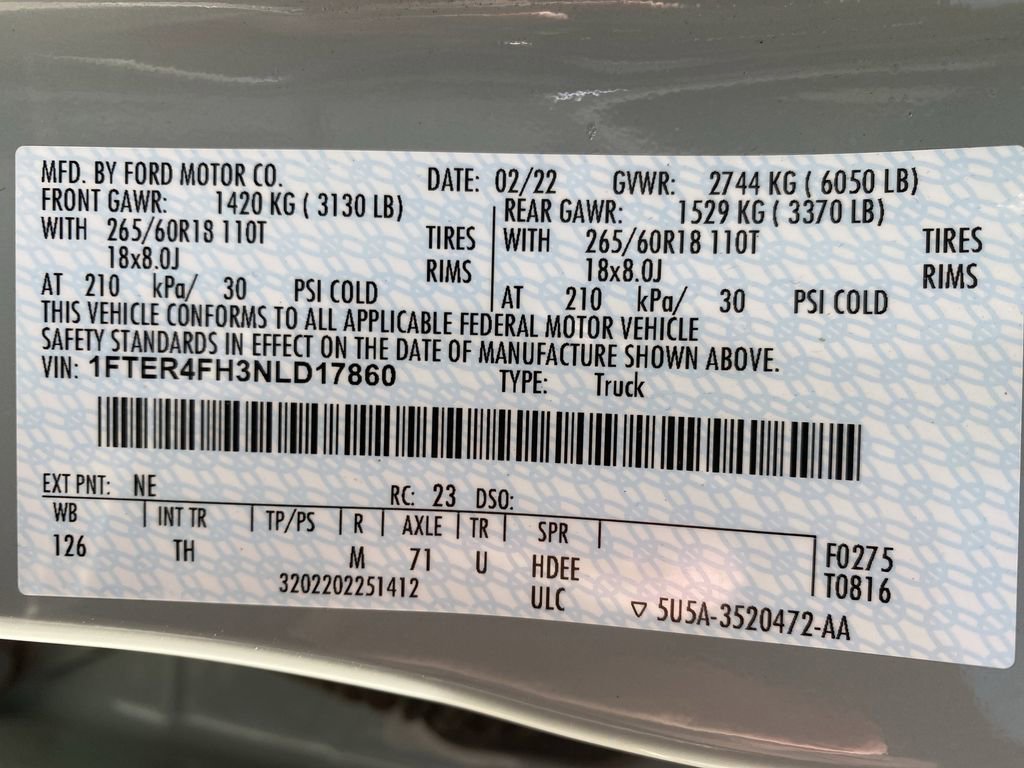 MFD. BY FORD MOTOR CO. DATE: 02/22 GVWR: 2744 KG ( 6050 LB)
FRONT GAWR: 1420 KG ( 3130 LB) REAR GAWR: 1529 KG ( 3370 LB)
WITH 265/60R18 110T TIRES WITH 265/60R18 110T TIRES
18x8.0J RIMS 18x8.0J RIMS
AT 210 kPa/ 30 PSI COLD AT 210 kPa/ 30 PSI COLD
THIS VEHICLE CONFORMS TO ALL APPLICABLE FEDERAL MOTOR VEHICLE
SAFETY STANDARDS IN EFFECT ON THE DATE OF MANUFACTURE SHOWN ABOVE.
VIN: 1FTER4FH3NLD17860 TYPE: Truck
EXT PNT: NE RC: 23 DSO:
WB INT TR TP/PS R AXLE TR SPR
126 TH M 71 U HDEE F0275
3202202251412 ULC T0816
▽ 5U5A-3520472-AA